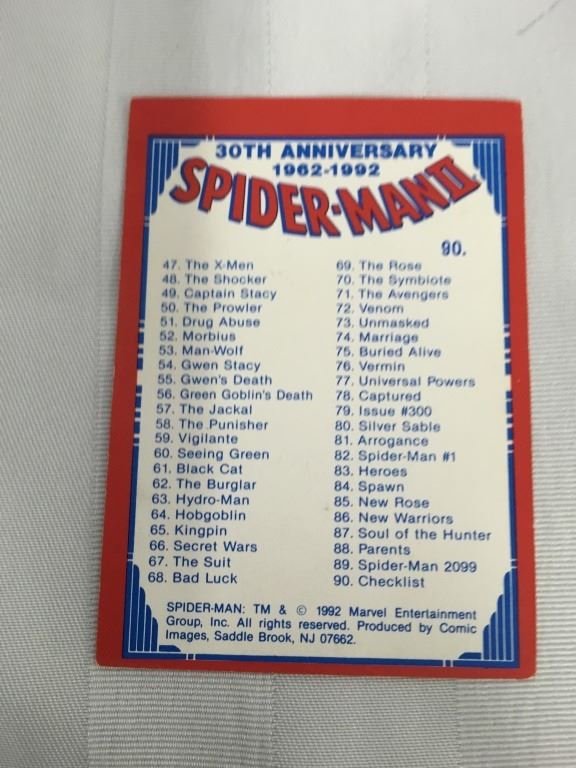 30TH ANNIVERSARY
1962-1992
SPIDER-MAN II
90.
47. The X-Men
48. The Shocker
49. Captain Stacy
50. The Prowler
51. Drug Abuse
52. Morbius
53. Man-Wolf
54. Gwen Stacy
55. Gwen's Death
56. Green Goblin's Death
57. The Jackal
58. The Punisher
59. Vigilante
60. Seeing Green
61. Black Cat
62. The Burglar
63. Hydro-Man
64. Hobgoblin
65. Kingpin
66. Secret Wars
67. The Suit
68. Bad Luck
69. The Rose
70. The Symbiote
71. The Avengers
72. Venom
73. Unmasked
74. Marriage
75. Buried Alive
76. Vermin
77. Universal Powers
78. Captured
79. Issue #300
80. Silver Sable
81. Arrogance
82. Spider-Man #1
83. Heroes
84. Spawn
85. New Rose
86. New Warriors
87. Soul of the Hunter
88. Parents
89. Spider-Man 2099
90. Checklist
SPIDER-MAN: TM & © 1992 Marvel Entertainment
Group, Inc. All rights reserved. Produced by Comic
Images, Saddle Brook, NJ 07662.